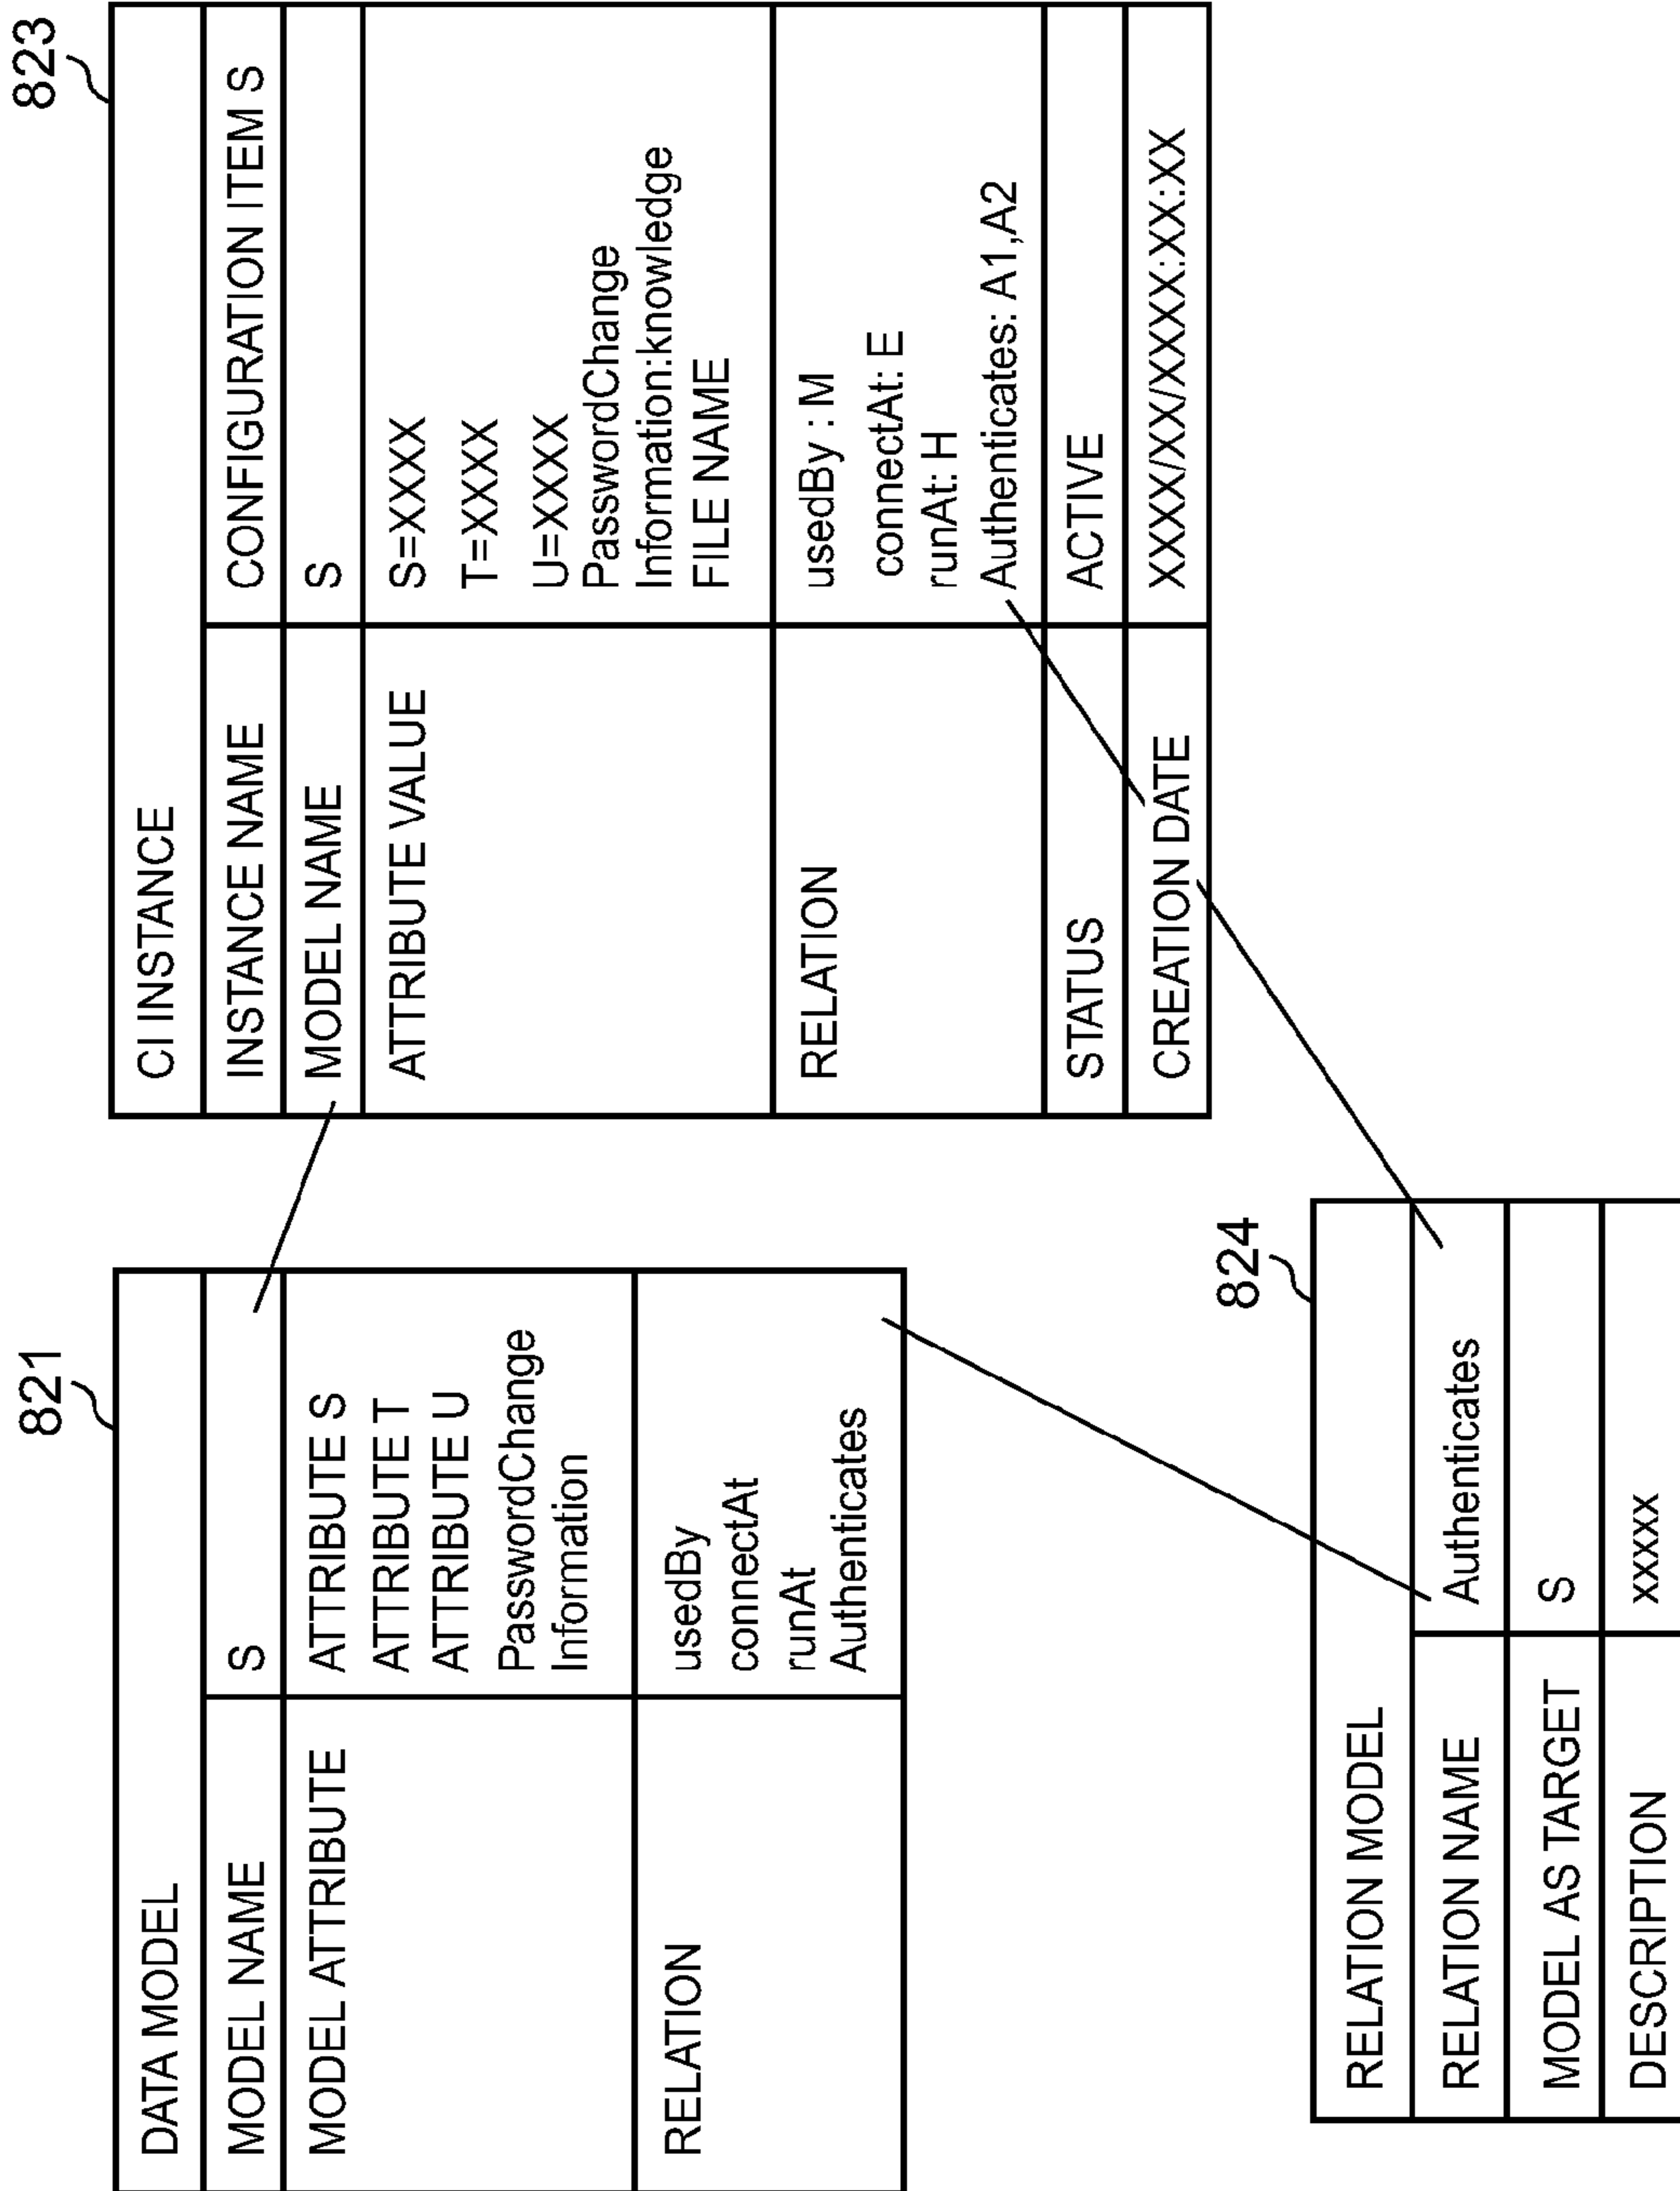 821
DATA MODEL
MODEL NAME
S
MODEL ATTRIBUTE
ATTRIBUTE S
ATTRIBUTE T
ATTRIBUTE U
PasswordChange
Information
RELATION
usedBy
connectAt
runAt
Authenticates
823
CI INSTANCE
INSTANCE NAME
CONFIGURATION ITEM S
MODEL NAME
S
ATTRIBUTE VALUE
S=XXXX
T=XXXX
U=XXXX
PasswordChange
Information:knowledge
FILE NAME
RELATION
usedBy : M
connectAt: E
runAt: H
Authenticates: A1,A2
STATUS
ACTIVE
CREATION DATE
XXXX/XX/XXXX:XX:XX
824
RELATION MODEL
RELATION NAME
Authenticates
MODEL AS TARGET
S
DESCRIPTION
xxxxx